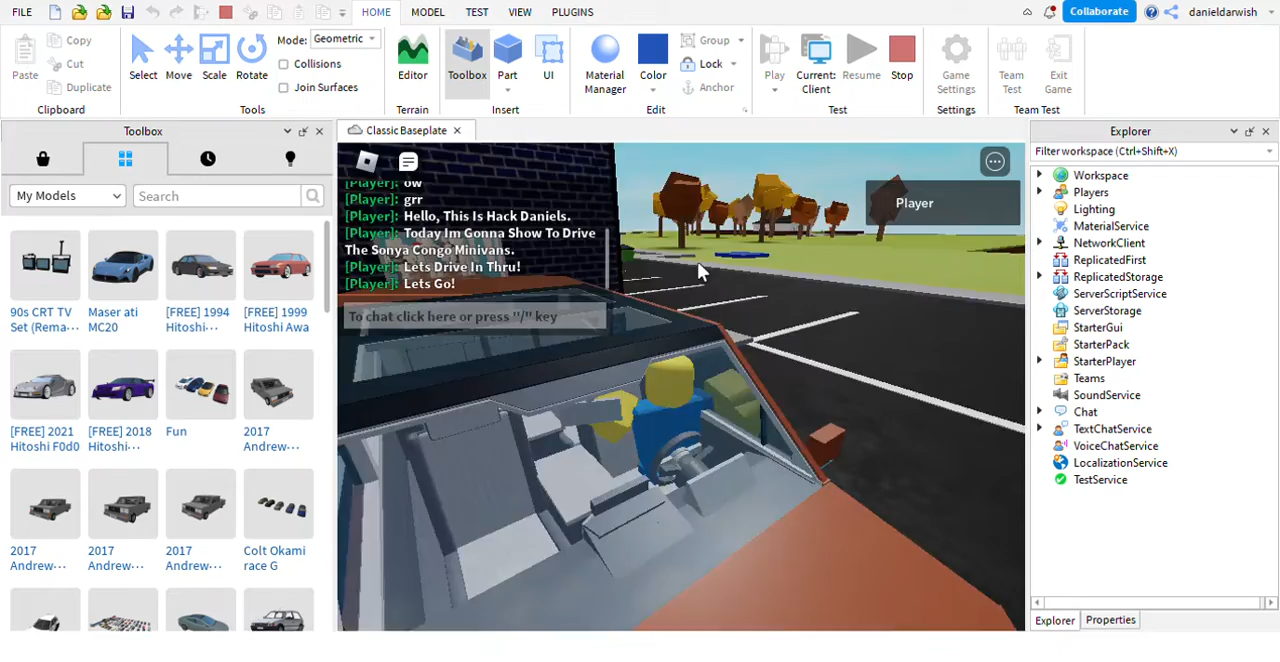 FILE HOME MODEL TEST VIEW PLUGINS Collaborate danieldarwish
Paste Copy Cut Duplicate Clipboard
Select Move Scale Rotate Mode: Geometric Collisions Join Surfaces Tools
Editor Terrain
Toolbox Part UI Insert
Material Manager Color Group Lock Anchor Edit
Play Current: Client Resume Stop Test
Game Settings Settings
Team Test Exit Game Team Test
Toolbox
My Models Search
90s CRT TV Set (Rema...
Maser ati MC20
[FREE] 1994 Hitoshi...
[FREE] 1999 Hitoshi Awa
[FREE] 2021 Hitoshi F0d0
[FREE] 2018 Hitoshi...
Fun
2017 Andrew...
2017 Andrew...
2017 Andrew...
2017 Andrew...
Colt Okami race G
Classic Baseplate
[Player]: ow
[Player]: grr
[Player]: Hello, This Is Hack Daniels.
[Player]: Today Im Gonna Show To Drive
The Sonya Congo Minivans.
[Player]: Lets Drive In Thru!
[Player]: Lets Go!
To chat click here or press "/" key
Player
Explorer
Filter workspace (Ctrl+Shift+X)
Workspace
Players
Lighting
MaterialService
NetworkClient
ReplicatedFirst
ReplicatedStorage
ServerScriptService
ServerStorage
StarterGui
StarterPack
StarterPlayer
Teams
SoundService
Chat
TextChatService
VoiceChatService
LocalizationService
TestService
Explorer Properties